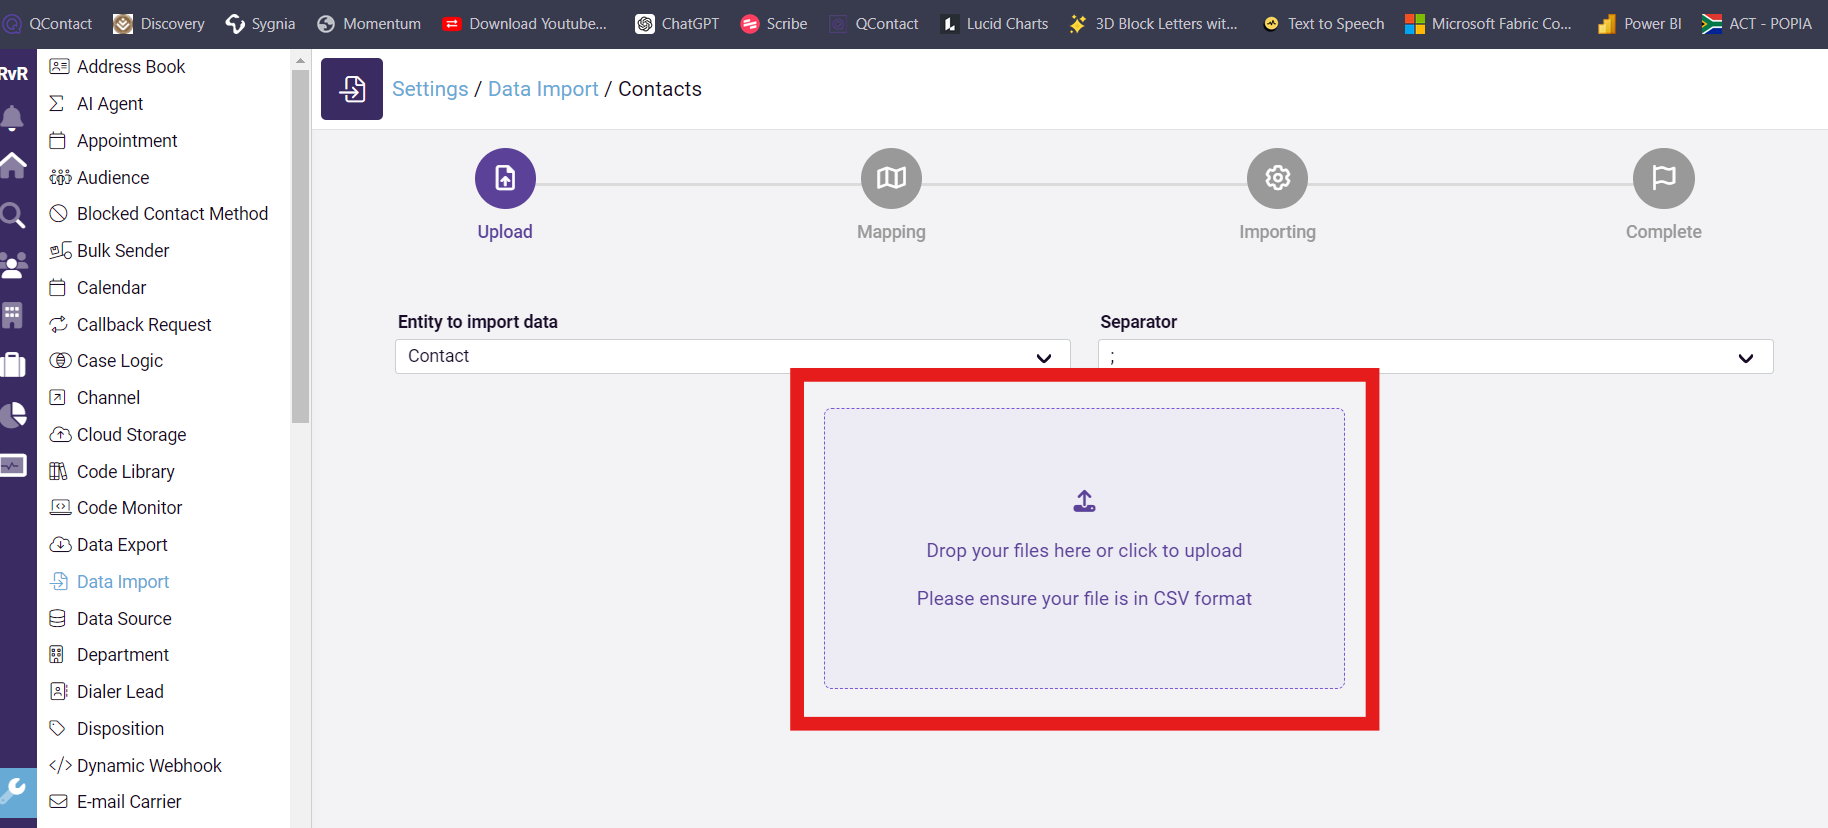 QContact Discovery Sygnia Momentum Download Youtube... ChatGPT Scribe QContact Lucid Charts 3D Block Letters wit... Text to Speech Microsoft Fabric Co... Power BI ACT - POPIA
RvR
Address Book
AI Agent
Appointment
Audience
Blocked Contact Method
Bulk Sender
Calendar
Callback Request
Case Logic
Channel
Cloud Storage
Code Library
Code Monitor
Data Export
Data Import
Data Source
Department
Dialer Lead
Disposition
Dynamic Webhook
E-mail Carrier
Settings / Data Import / Contacts
Upload Mapping Importing Complete
Entity to import data Separator
Contact ;
Drop your files here or click to upload
Please ensure your file is in CSV format